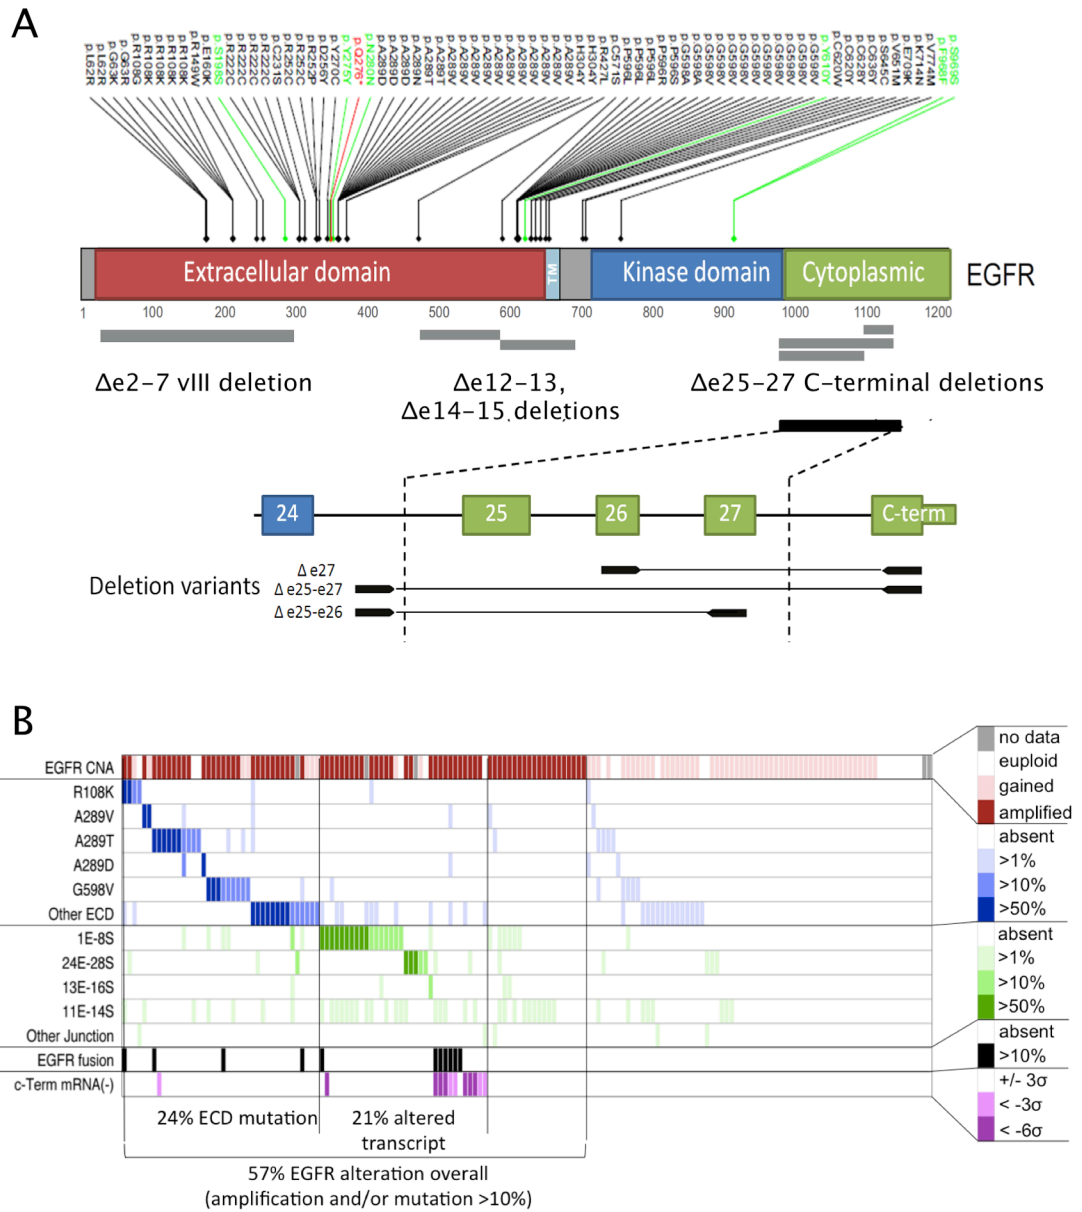 A
p.L62R
p.L62R
p.G63R
p.R108G
p.R108K
p.R108K
p.R108K
p.R149W
p.E160K
p.S198S
p.R222C
p.R222C
p.R222C
p.R222C
p.C231S
p.R252C
p.R252C
p.R252P
p.D256Y
p.Y270C
p.Y275Y
p.Q276*
p.N280N
p.A289D
p.A289D
p.A289D
p.A289N
p.A289T
p.A289T
p.A289V
p.A289V
p.A289V
p.A289V
p.A289V
p.A289V
p.A289V
p.A289V
p.A289V
p.A289V
p.H304Y
p.H304Y
p.R427L
p.G571S
p.P596L
p.P596L
p.P596L
p.P596R
p.P596S
p.G598A
p.G598V
p.G598V
p.G598V
p.G598V
p.G598V
p.G598V
p.G598V
p.G598V
p.G598V
p.Y610Y
p.C620W
p.C620Y
p.C628Y
p.C636Y
p.S645C
p.V651M
p.E709K
p.K714N
p.V774M
p.F968F
p.S969S
Extracellular domain TM Kinase domain Cytoplasmic EGFR
1 100 200 300 400 500 600 700 800 900 1000 1100 1200
Δe2-7 vIII deletion
Δe12-13,
Δe14-15 deletions
Δe25-27 C-terminal deletions
24 25 26 27 C-term
Deletion variants
Δ e27
Δ e25-e27
Δ e25-e26
B
EGFR CNA
R108K
A289V
A289T
A289D
G598V
Other ECD
1E-8S
24E-28S
13E-16S
11E-14S
Other Junction
EGFR fusion
c-Term mRNA(-)
no data
euploid
gained
amplified
absent
>1%
>10%
>50%
absent
>1%
>10%
>50%
absent
>10%
+/- 3σ
< -3σ
< -6σ
24% ECD mutation
21% altered
transcript
57% EGFR alteration overall
(amplification and/or mutation >10%)